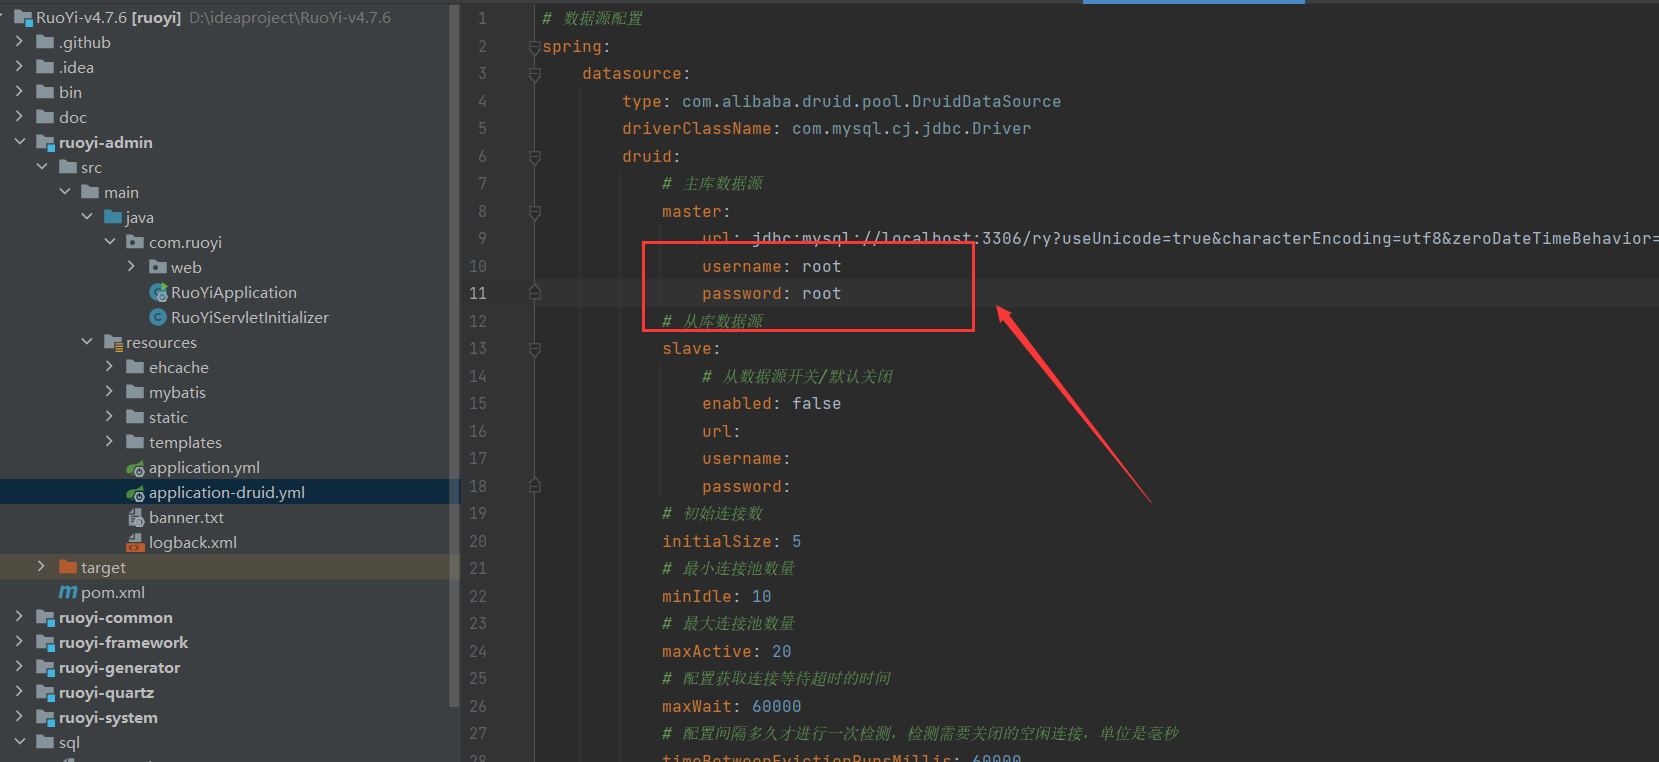 RuoYi-v4.7.6 [ruoyi] D:\ideaproject\RuoYi-v4.7.6
.github
.idea
bin
doc
ruoyi-admin
src
main
java
com.ruoyi
web
RuoYiApplication
RuoYiServletInitializer
resources
ehcache
mybatis
static
templates
application.yml
application-druid.yml
banner.txt
logback.xml
target
pom.xml
ruoyi-common
ruoyi-framework
ruoyi-generator
ruoyi-quartz
ruoyi-system
sql
1 # 数据源配置
2 spring:
3 datasource:
4 type: com.alibaba.druid.pool.DruidDataSource
5 driverClassName: com.mysql.cj.jdbc.Driver
6 druid:
7 # 主库数据源
8 master:
9 url: jdbc:mysql://localhost:3306/ry?useUnicode=true&characterEncoding=utf8&zeroDateTimeBehavior=
10 username: root
11 password: root
12 # 从库数据源
13 slave:
14 # 从数据源开关/默认关闭
15 enabled: false
16 url:
17 username:
18 password:
19 # 初始连接数
20 initialSize: 5
21 # 最小连接池数量
22 minIdle: 10
23 # 最大连接池数量
24 maxActive: 20
25 # 配置获取连接等待超时的时间
26 maxWait: 60000
27 # 配置间隔多久才进行一次检测，检测需要关闭的空闲连接，单位是毫秒
28 timeBetweenEvictionRunsMillis: 60000